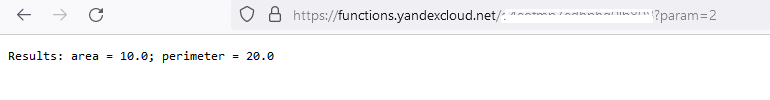 https://functions.yandexcloud.net/ ?param=2
Results: area = 10.0; perimeter = 20.0